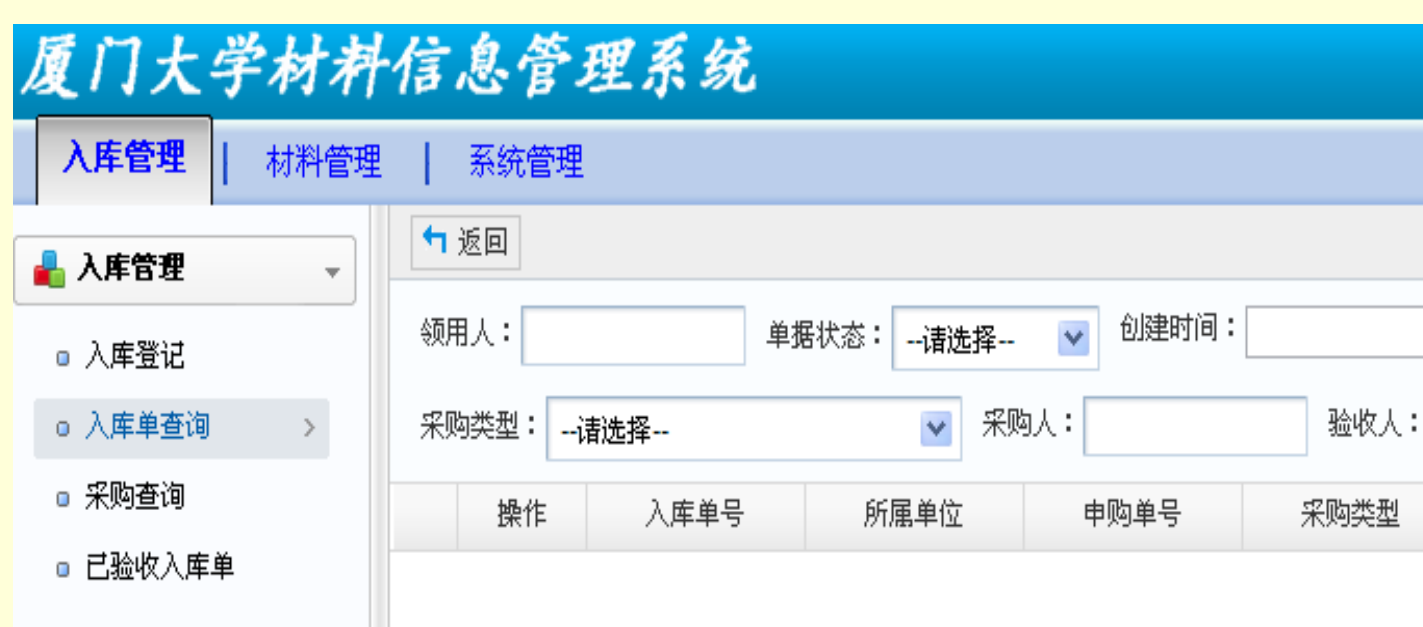 厦门大学材料信息管理系统
入库管理 | 材料管理 | 系统管理
入库管理
入库登记
入库单查询
采购查询
已验收入库单
返回
领用人： 单据状态： --请选择-- 创建时间：
采购类型： --请选择-- 采购人： 验收人：
操作 入库单号 所属单位 申购单号 采购类型